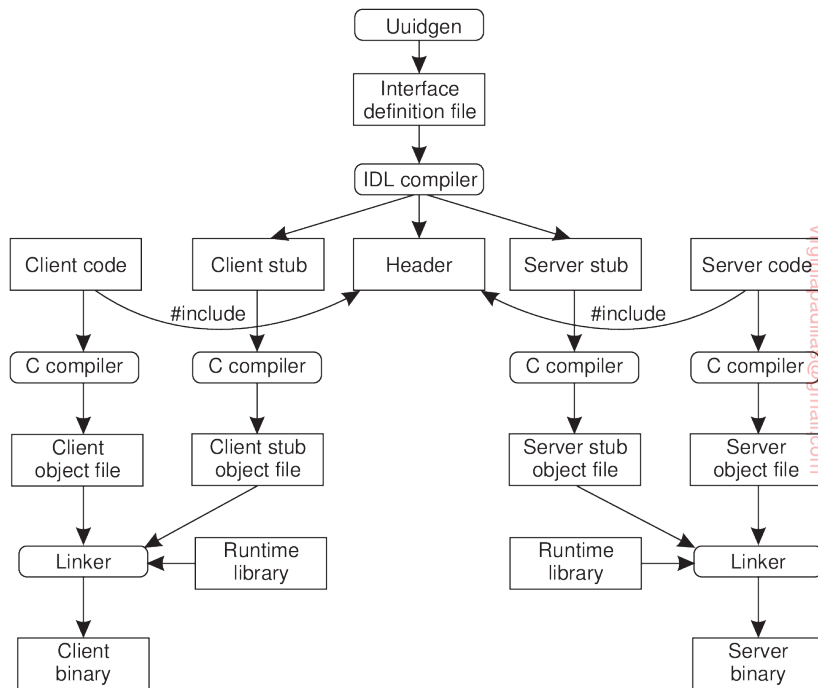 Uuidgen
Interface
definition file
IDL compiler
Client code
Client stub
Header
Server stub
Server code
#include
#include
C compiler
C compiler
C compiler
C compiler
Client
object file
Client stub
object file
Server stub
object file
Server
object file
Linker
Runtime
library
Runtime
library
Linker
Client
binary
Server
binary